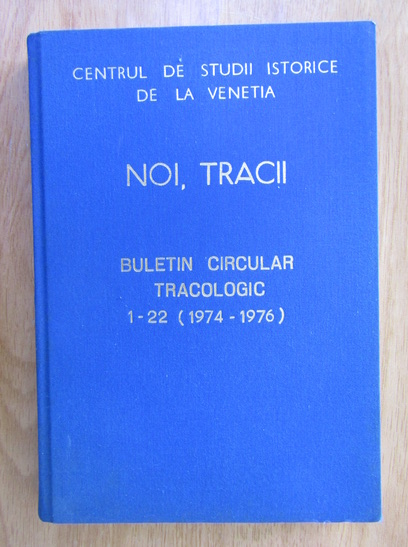 CENTRUL DE STUDII ISTORICE
DE LA VENETIA
NOI, TRACII
BULETIN CIRCULAR
TRACOLOGIC
1-22 (1974-1976)